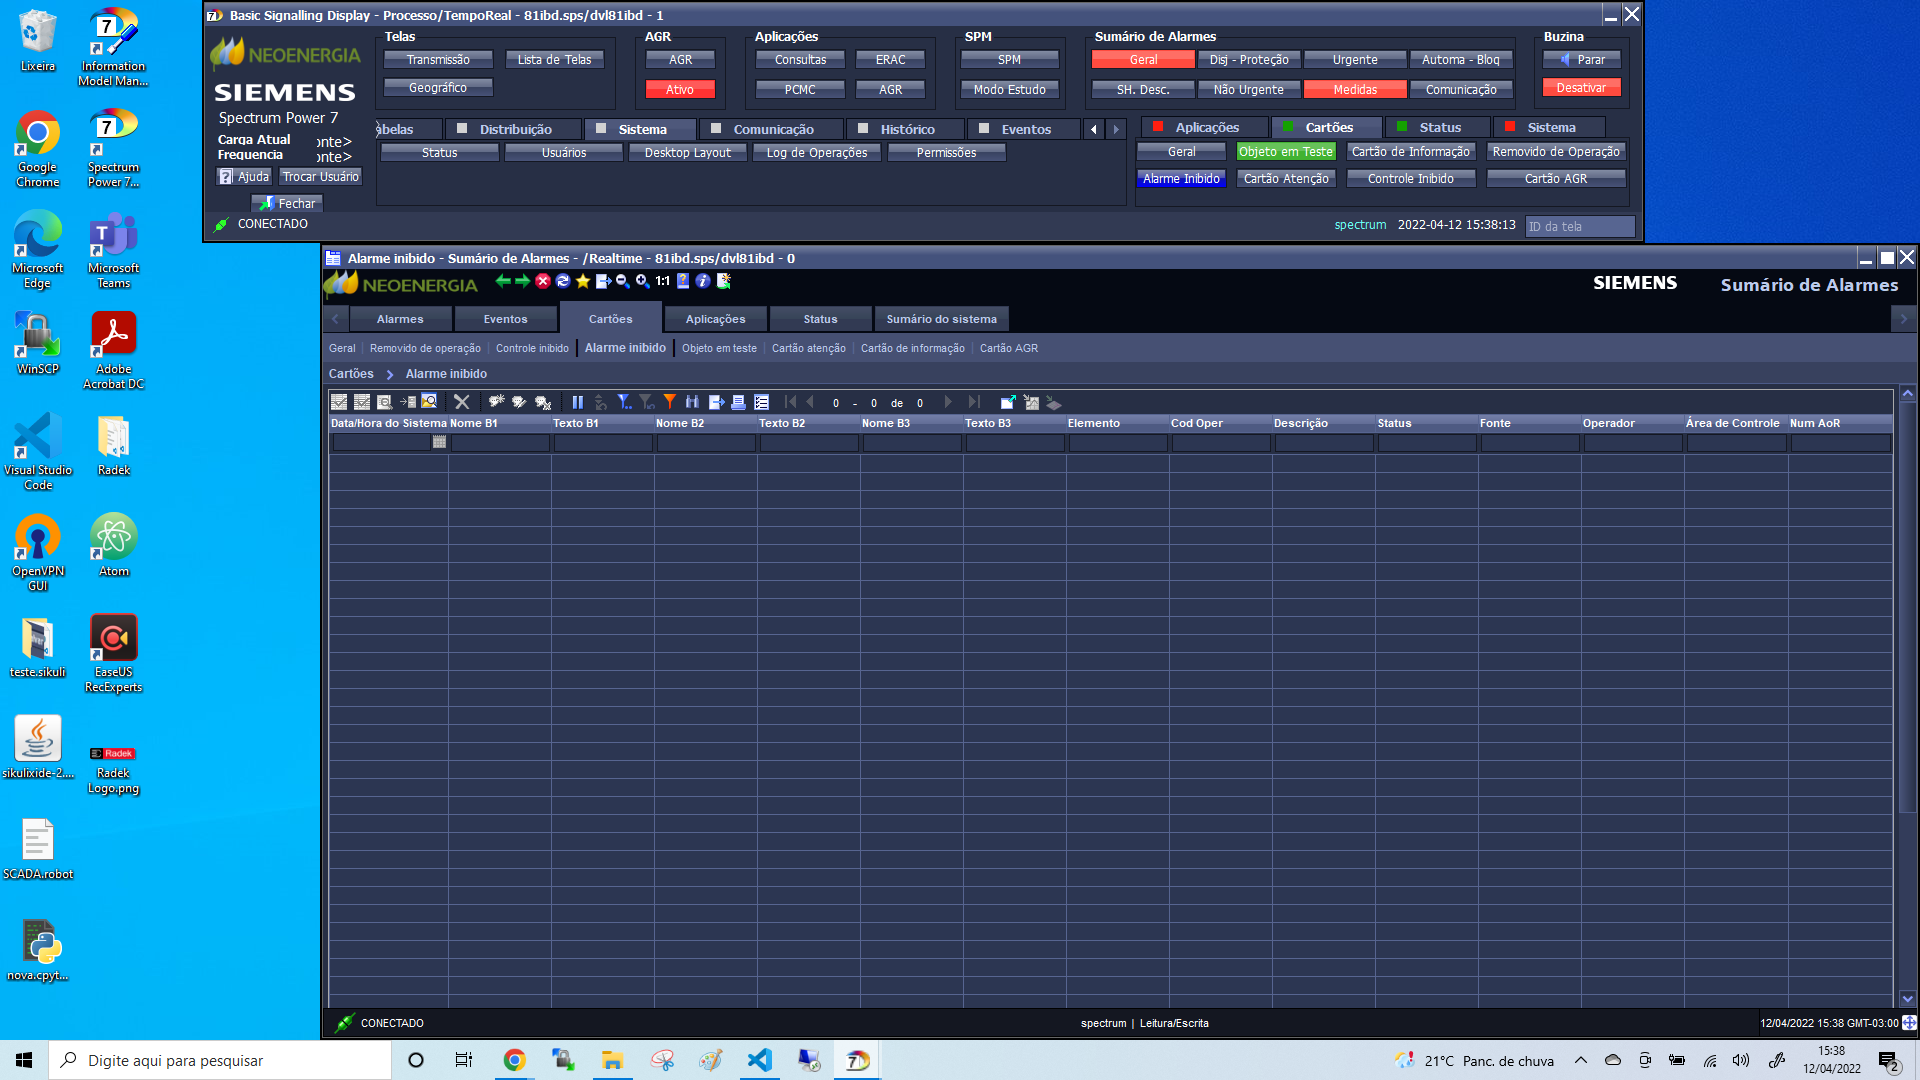 Lixeira
Information
Model Man...
Google
Chrome
Spectrum
Power 7...
Microsoft
Edge
Microsoft
Teams
WinSCP
Adobe
Acrobat DC
Visual Studio
Code
Radek
OpenVPN
GUI
Atom
teste.sikuli
EaseUS
RecExperts
sikulixide-2....
Radek
Radek
Logo.png
SCADA.robot
nova.cpyt...
Basic Signalling Display - Processo/TempoReal - 81ibd.sps/dvl81ibd - 1
NEOENERGIA
SIEMENS
Spectrum Power 7
Carga Atual onte>
Frequencia onte>
Ajuda Trocar Usuário
Fechar
CONECTADO
Telas
Transmissão Lista de Telas
Geográfico
AGR
AGR
Ativo
Aplicações
Consultas ERAC
PCMC AGR
SPM
SPM
Modo Estudo
Sumário de Alarmes
Geral Disj - Proteção Urgente Automa - Bloq
SH. Desc. Não Urgente Medidas Comunicação
Buzina
Parar
Desativar
abelas Distribuição Sistema Comunicação Histórico Eventos
Status Usuários Desktop Layout Log de Operações Permissões
Aplicações Cartões Status Sistema
Geral Objeto em Teste Cartão de Informação Removido de Operação
Alarme Inibido Cartão Atenção Controle Inibido Cartão AGR
spectrum 2022-04-12 15:38:13 ID da tela
Alarme inibido - Sumário de Alarmes - /Realtime - 81ibd.sps/dvl81ibd - 0
NEOENERGIA 1:1 SIEMENS Sumário de Alarmes
Alarmes Eventos Cartões Aplicações Status Sumário do sistema
Geral Removido de operação Controle inibido Alarme inibido Objeto em teste Cartão atenção Cartão de informação Cartão AGR
Cartões > Alarme inibido
0 - 0 de 0
Data/Hora do Sistema Nome B1 Texto B1 Nome B2 Texto B2 Nome B3 Texto B3 Elemento Cod Oper Descrição Status Fonte Operador Área de Controle Num AoR
CONECTADO spectrum | Leitura/Escrita 12/04/2022 15:38 GMT-03:00
Digite aqui para pesquisar
21°C Panc. de chuva
15:38
12/04/2022
2